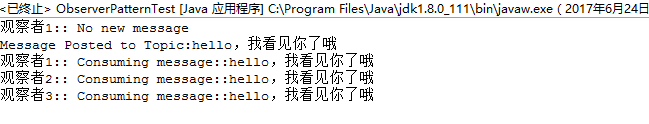 <已终止> ObserverPatternTest [Java 应用程序] C:\Program Files\Java\jdk1.8.0_111\bin\javaw.exe ( 2017年6月24日
观察者1:: No new message
Message Posted to Topic:hello，我看见你了哦
观察者1:: Consuming message::hello，我看见你了哦
观察者2:: Consuming message::hello，我看见你了哦
观察者3:: Consuming message::hello，我看见你了哦